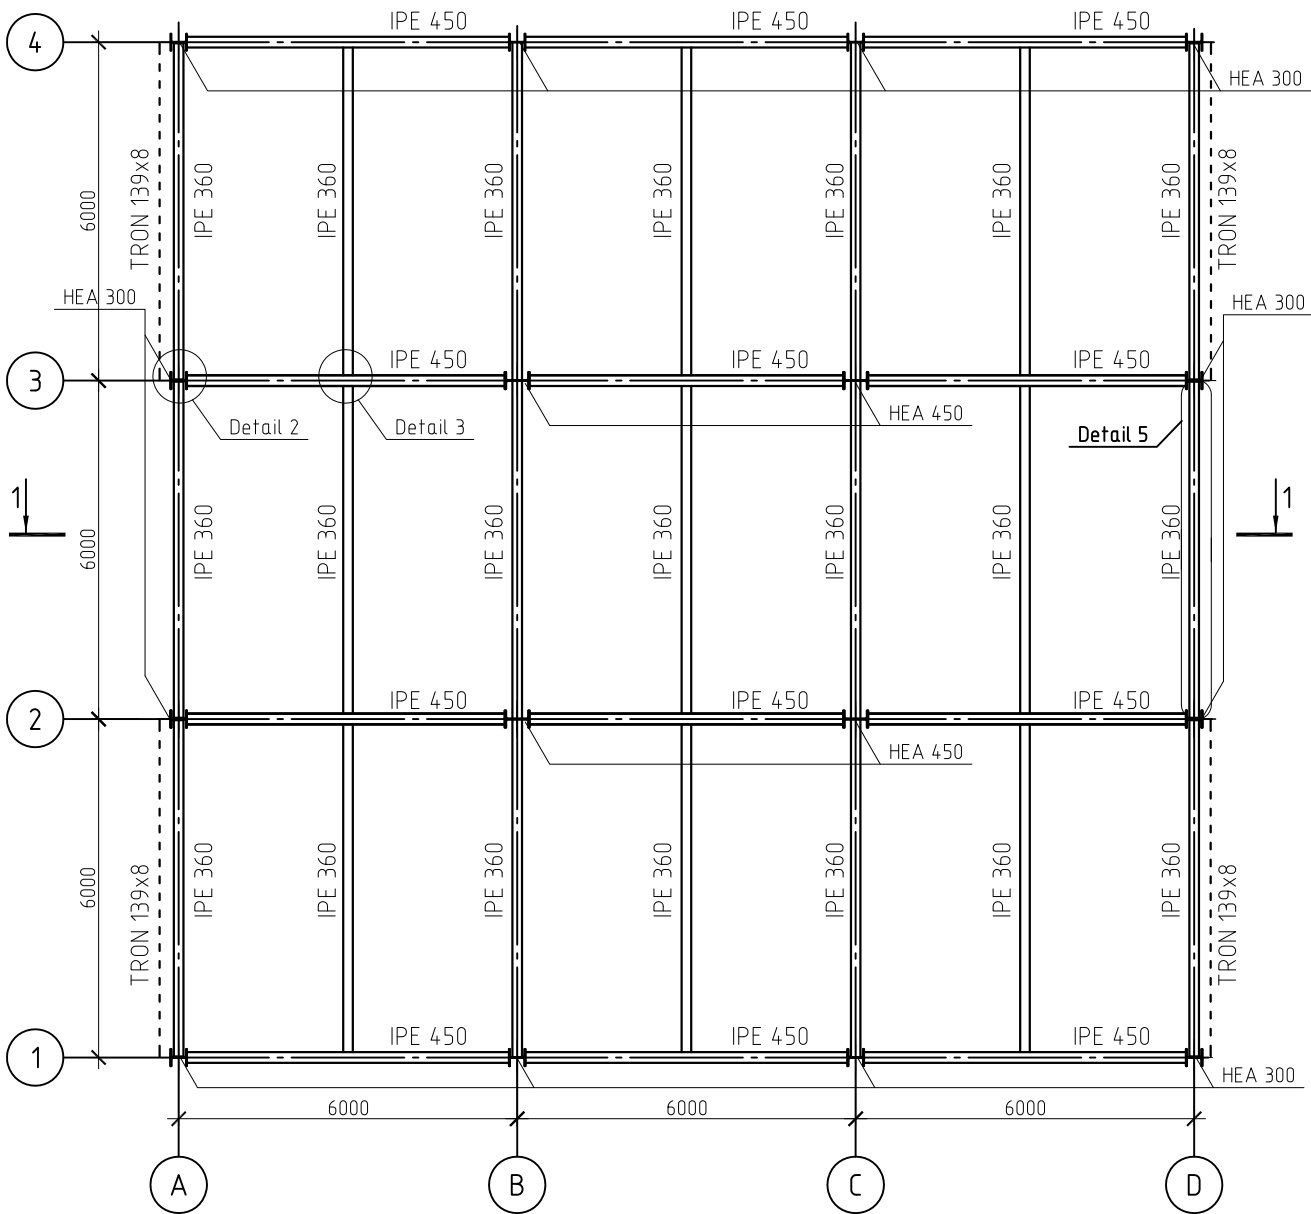 IPE 450 IPE 450 IPE 450
4
HEA 300
TRON 139x8 IPE 360 IPE 360 IPE 360 IPE 360 IPE 360 IPE 360 IPE 360 TRON 139x8
6000
HEA 300 HEA 300
IPE 450 IPE 450 IPE 450
3
HEA 450
Detail 2 Detail 3 Detail 5
1 1
6000
IPE 360 IPE 360 IPE 360 IPE 360 IPE 360 IPE 360 IPE 360
IPE 450 IPE 450 IPE 450
2
HEA 450
6000
TRON 139x8 IPE 360 IPE 360 IPE 360 IPE 360 IPE 360 IPE 360 IPE 360 TRON 139x8
IPE 450 IPE 450 IPE 450
1
HEA 300
6000 6000 6000
A B C D